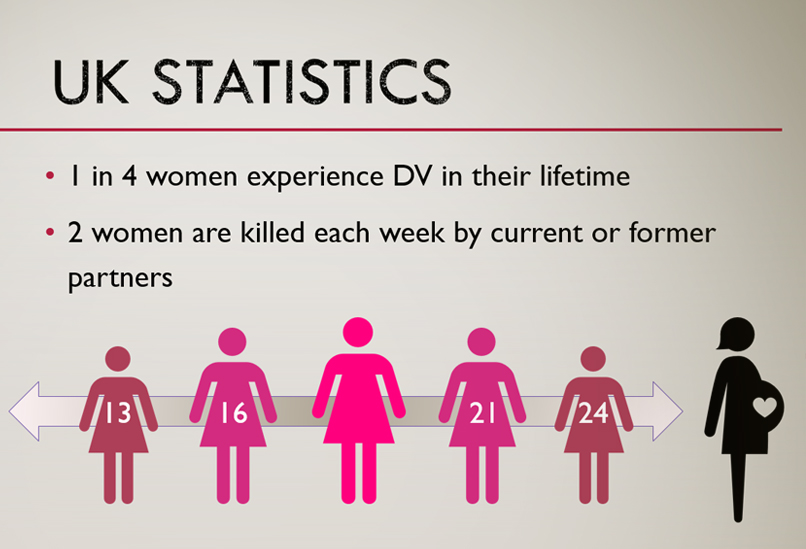 UK STATISTICS
• 1 in 4 women experience DV in their lifetime
• 2 women are killed each week by current or former
partners
13 16 21 24